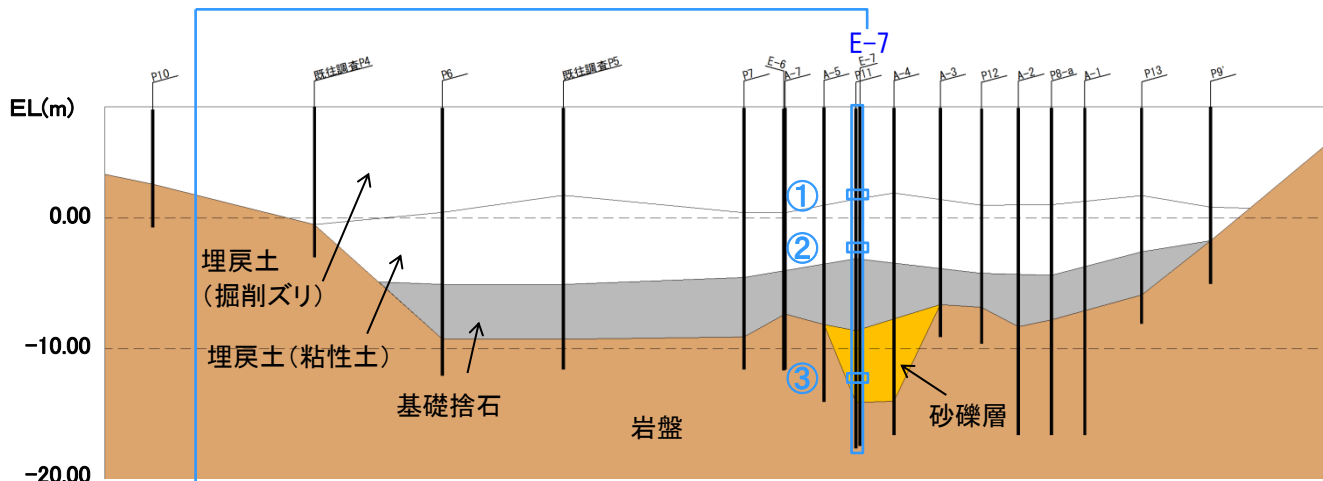 E-7
P10
既往調査P4
P6
既往調査P5
P7
E-6
A-7
A-5
P11
E-7
A-4
A-3
P12
A-2
P8-a
A-1
P13
P9'
EL(m)
0.00
-10.00
-20.00
①
②
③
埋戻土
(掘削ズリ)
埋戻土(粘性土)
基礎捨石
岩盤
砂礫層